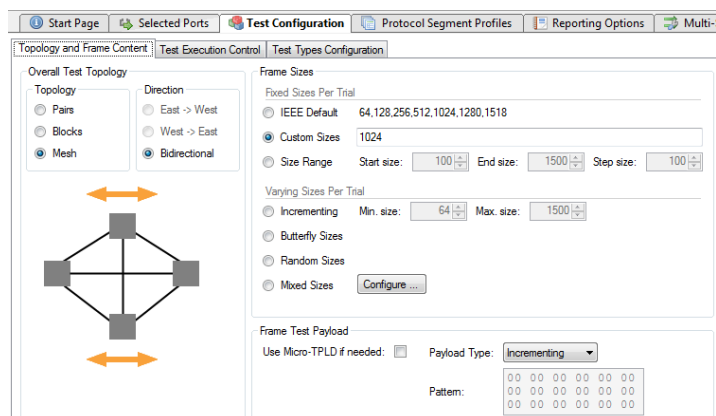 Start Page Selected Ports Test Configuration Protocol Segment Profiles Reporting Options Multi-
Topology and Frame Content Test Execution Control Test Types Configuration
Overall Test Topology
Topology
Pairs
Blocks
Mesh
Direction
East -> West
West -> East
Bidirectional
Frame Sizes
Fixed Sizes Per Trial
IEEE Default 64,128,256,512,1024,1280,1518
Custom Sizes 1024
Size Range Start size: 100 End size: 1500 Step size: 100
Varying Sizes Per Trial
Incrementing Min. size: 64 Max. size: 1500
Butterfly Sizes
Random Sizes
Mixed Sizes Configure ...
Frame Test Payload
Use Micro-TPLD if needed: Payload Type: Incrementing
Pattern:
00 00 00 00 00 00
00 00 00 00 00 00
00 00 00 00 00 00